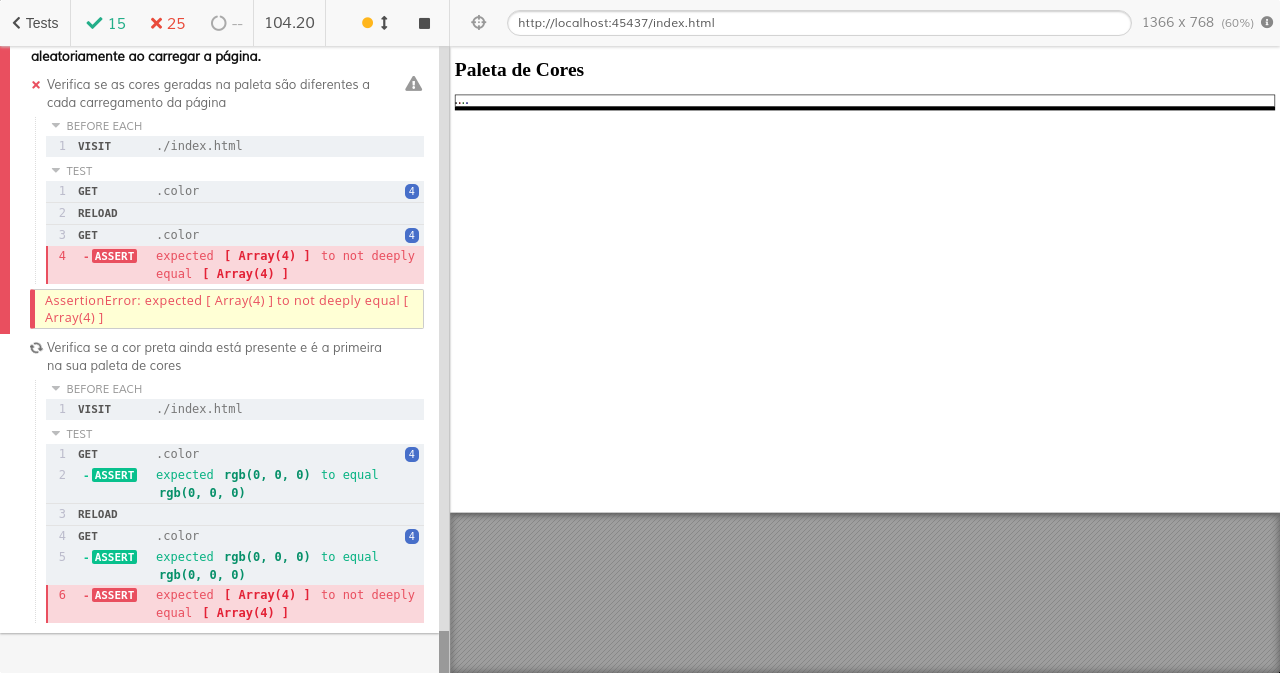 Tests 15 25 -- 104.20 http://localhost:45437/index.html 1366 x 768 (60%)
aleatoriamente ao carregar a página.
Verifica se as cores geradas na paleta são diferentes a
cada carregamento da página
BEFORE EACH
1 VISIT ./index.html
TEST
1 GET .color 4
2 RELOAD
3 GET .color 4
4 -ASSERT expected [ Array(4) ] to not deeply
equal [ Array(4) ]
AssertionError: expected [ Array(4) ] to not deeply equal [
Array(4) ]
Verifica se a cor preta ainda está presente e é a primeira
na sua paleta de cores
BEFORE EACH
1 VISIT ./index.html
TEST
1 GET .color 4
2 -ASSERT expected rgb(0, 0, 0) to equal
rgb(0, 0, 0)
3 RELOAD
4 GET .color 4
5 -ASSERT expected rgb(0, 0, 0) to equal
rgb(0, 0, 0)
6 -ASSERT expected [ Array(4) ] to not deeply
equal [ Array(4) ]
Paleta de Cores
....